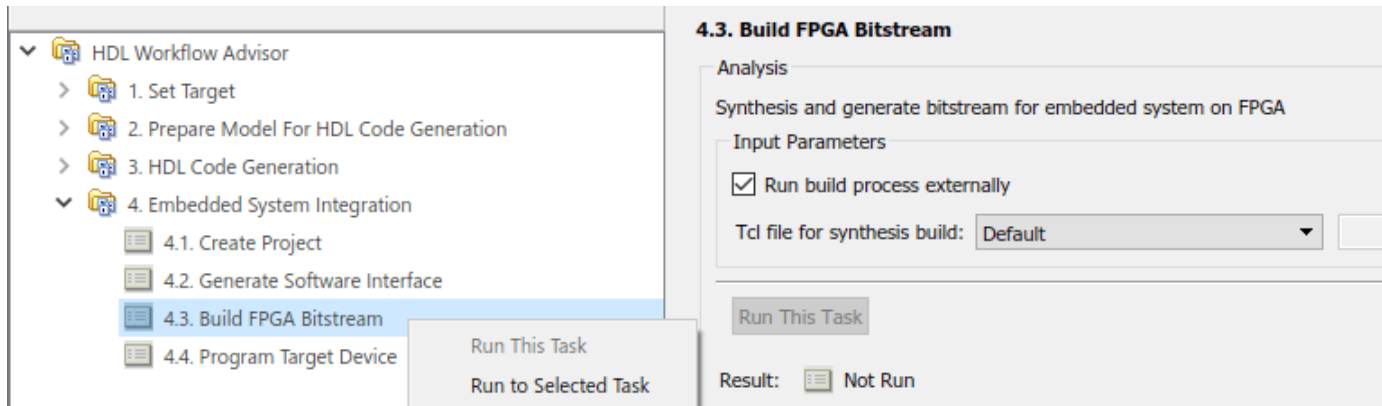 HDL Workflow Advisor
1. Set Target
2. Prepare Model For HDL Code Generation
3. HDL Code Generation
4. Embedded System Integration
4.1. Create Project
4.2. Generate Software Interface
4.3. Build FPGA Bitstream
4.4. Program Target Device
Run This Task
Run to Selected Task
4.3. Build FPGA Bitstream
Analysis
Synthesis and generate bitstream for embedded system on FPGA
Input Parameters
Run build process externally
Tcl file for synthesis build: Default
Run This Task
Result: Not Run